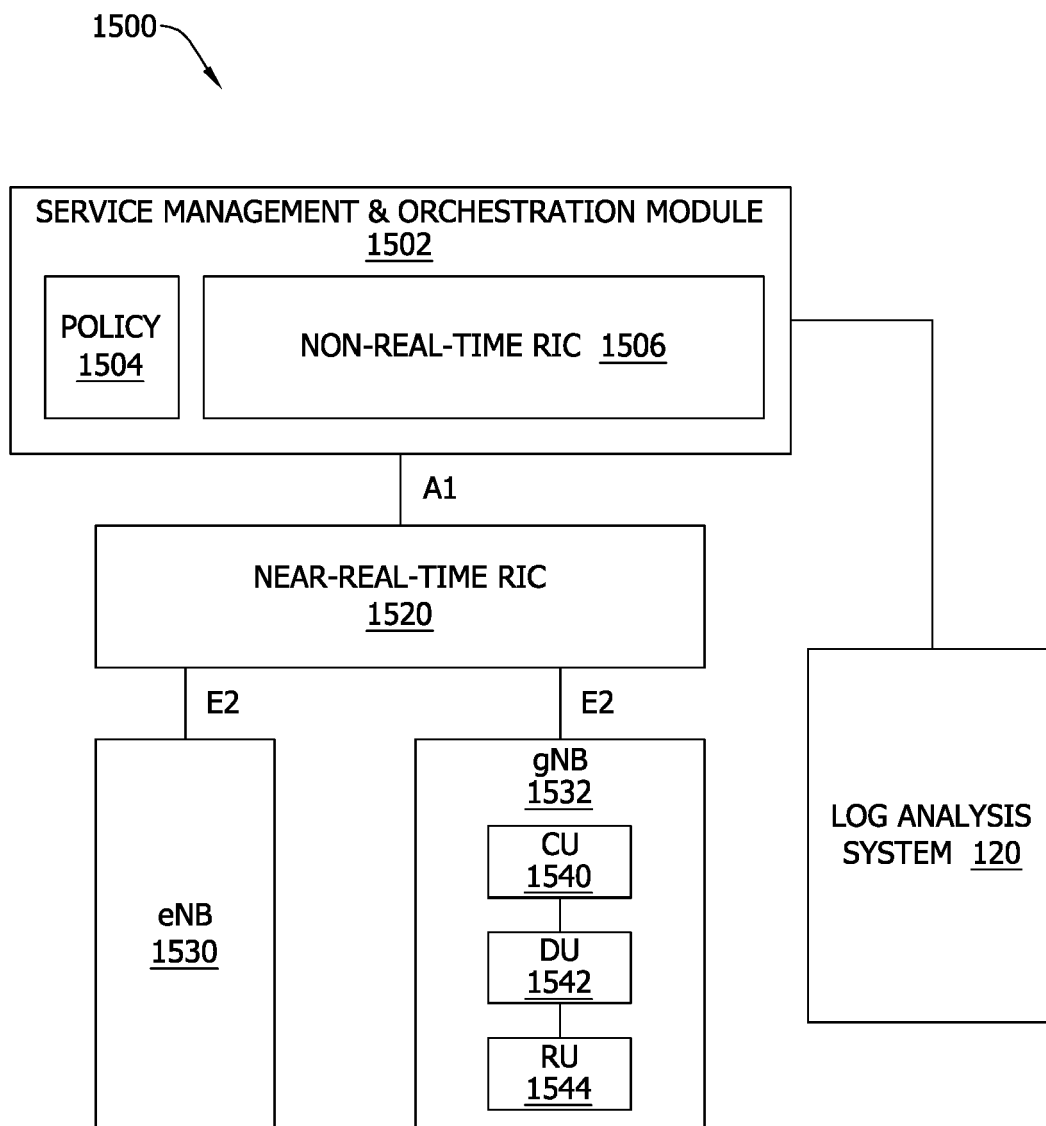 1500
SERVICE MANAGEMENT & ORCHESTRATION MODULE
1502
POLICY
1504
NON-REAL-TIME RIC 1506
A1
NEAR-REAL-TIME RIC
1520
E2
E2
eNB
1530
gNB
1532
CU
1540
DU
1542
RU
1544
LOG ANALYSIS
SYSTEM 120